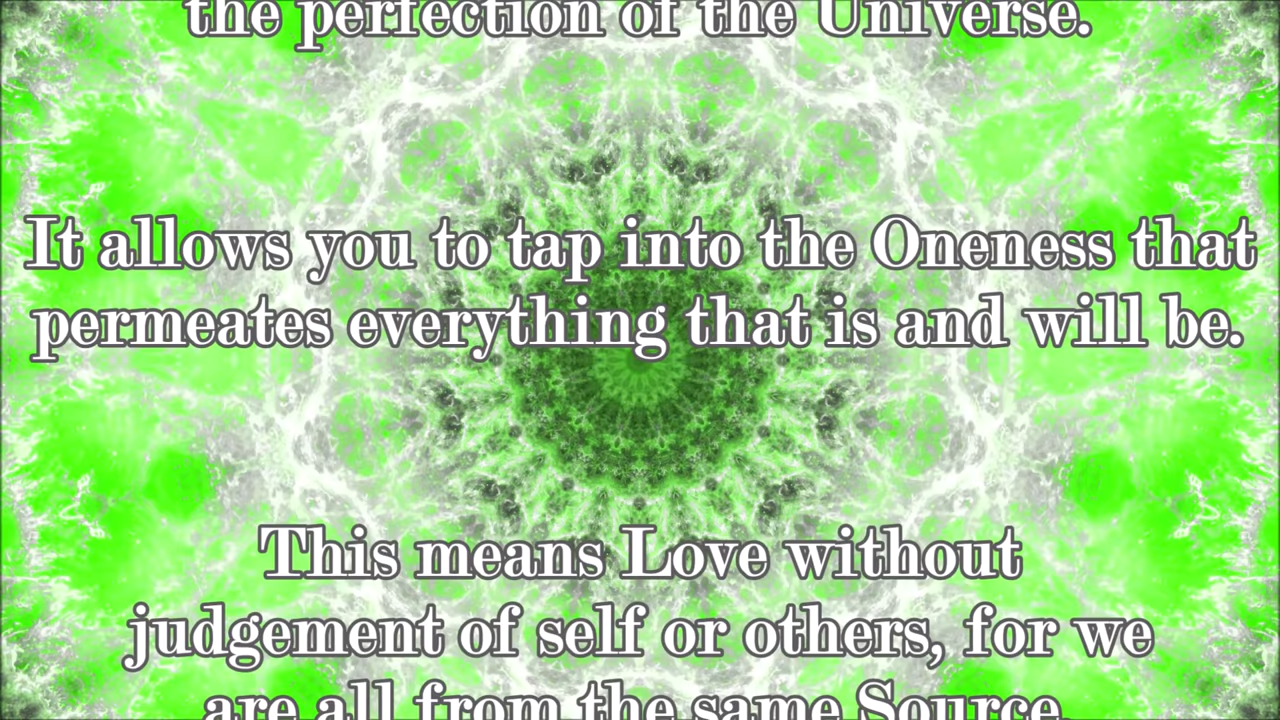 the perfection of the Universe.
It allows you to tap into the Oneness that
permeates everything that is and will be.
This means Love without
judgement of self or others, for we
are all from the same Source.